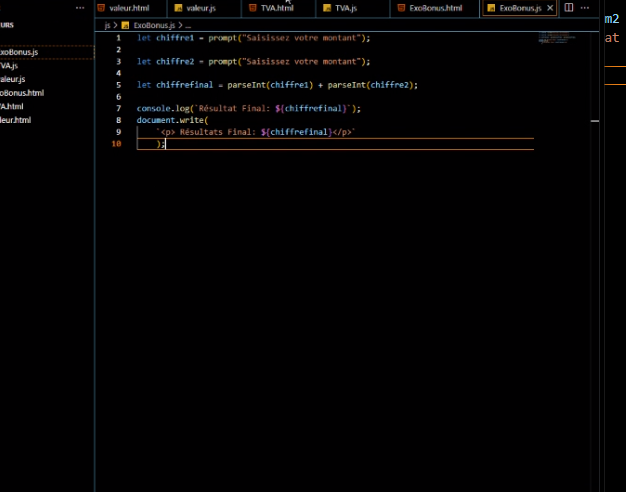 valeur.html valeur.js TVA.html TVA.js ExoBonus.html ExoBonus.js
m2
URS
js > ExoBonus.js > ...
at
1 let chiffre1 = prompt("Saisissez votre montant");
2
xoBonus.js
3 let chiffre2 = prompt("Saisissez votre montant");
VA.js
4
aleur.js
5 let chiffrefinal = parseInt(chiffre1) + parseInt(chiffre2);
oBonus.html
6
A.html
7 console.log(`Résultat Final: ${chiffrefinal}`);
leur.html
8 document.write(
9 `<p> Résultats Final: ${chiffrefinal}</p>`
10 );